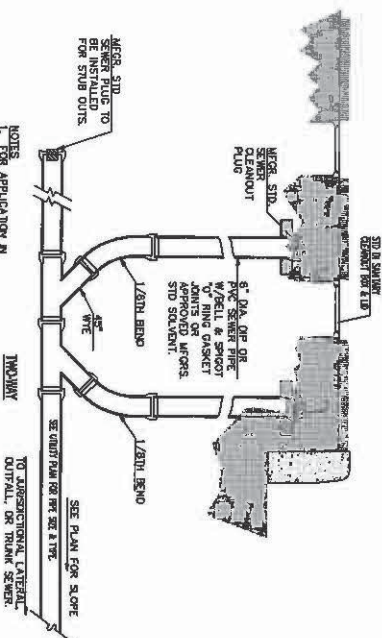 STD DI SANITARY
CLEANOUT BOX & LID
MFGR. STD.
SEWER
CLEANOUT
PLUG
6" DIA. DIP OR
PVC SEWER PIPE
W/BELL & SPIGOT
"O" RING GASKET
JOINTS OR
APPROVED MFGRS.
STD SOLVENT.
MFGR. STD
SEWER PLUG TO
BE INSTALLED
FOR STUB OUTS.
1/8TH BEND
1/8TH BEND
45°
WYE
SEE UTILITY PLAN FOR PIPE SIZE & TYPE.
SEE PLAN FOR SLOPE
TO JURISDICTIONAL LATERAL,
OUTFALL, OR TRUNK SEWER.
TWO-WAY
NOTES
1. FOR APPLICATION IN